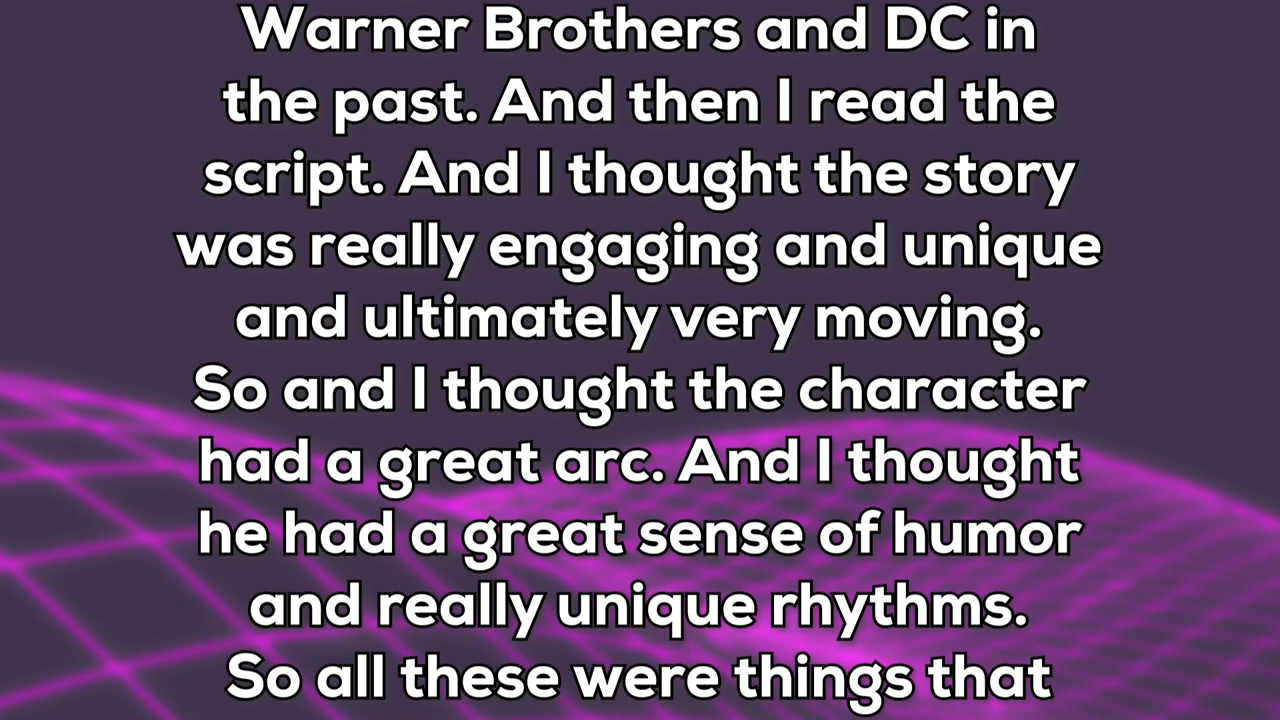 Warner Brothers and DC in
the past. And then I read the
script. And I thought the story
was really engaging and unique
and ultimately very moving.
So and I thought the character
had a great arc. And I thought
he had a great sense of humor
and really unique rhythms.
So all these were things that